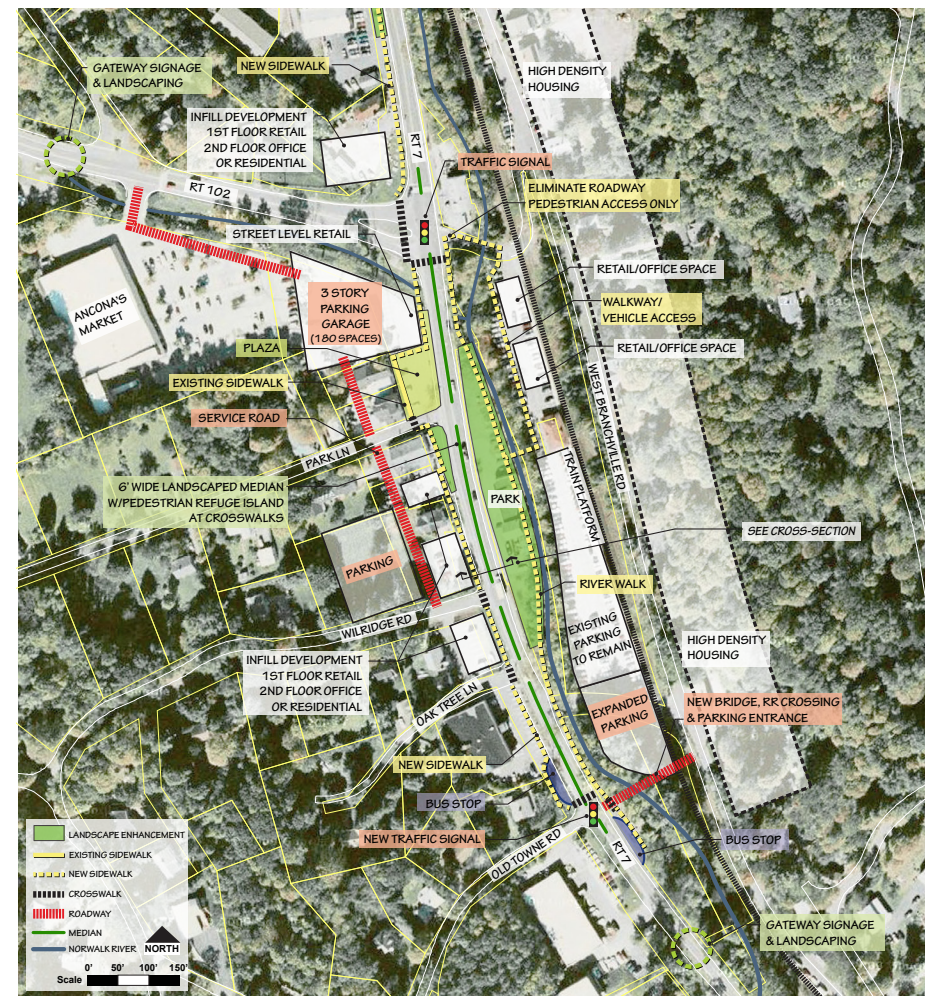 GATEWAY SIGNAGE
& LANDSCAPING
NEW SIDEWALK
HIGH DENSITY
HOUSING
INFILL DEVELOPMENT
1ST FLOOR RETAIL
2ND FLOOR OFFICE
OR RESIDENTIAL
RT 7
TRAFFIC SIGNAL
RT 102
ELIMINATE ROADWAY
PEDESTRIAN ACCESS ONLY
STREET LEVEL RETAIL
RETAIL/OFFICE SPACE
ANCONA'S
MARKET
3 STORY
PARKING
GARAGE
(180 SPACES)
WALKWAY/
VEHICLE ACCESS
PLAZA
RETAIL/OFFICE SPACE
EXISTING SIDEWALK
WEST BRANCHVILLE RD
SERVICE ROAD
PARK LN
TRAIN PLATFORM
6' WIDE LANDSCAPED MEDIAN
W/PEDESTRIAN REFUGE ISLAND
AT CROSSWALKS
PARK
SEE CROSS-SECTION
PARKING
RIVER WALK
WILRIDGE RD
EXISTING
PARKING
TO REMAIN
HIGH DENSITY
HOUSING
INFILL DEVELOPMENT
1ST FLOOR RETAIL
2ND FLOOR OFFICE
OR RESIDENTIAL
OAK TREE LN
EXPANDED
PARKING
NEW BRIDGE, RR CROSSING
& PARKING ENTRANCE
NEW SIDEWALK
BUS STOP
NEW TRAFFIC SIGNAL
OLD TOWNE RD
RT 7
BUS STOP
GATEWAY SIGNAGE
& LANDSCAPING
LANDSCAPE ENHANCEMENT
EXISTING SIDEWALK
NEW SIDEWALK
CROSSWALK
ROADWAY
MEDIAN
NORWALK RIVER
NORTH
0' 50' 100' 150'
Scale